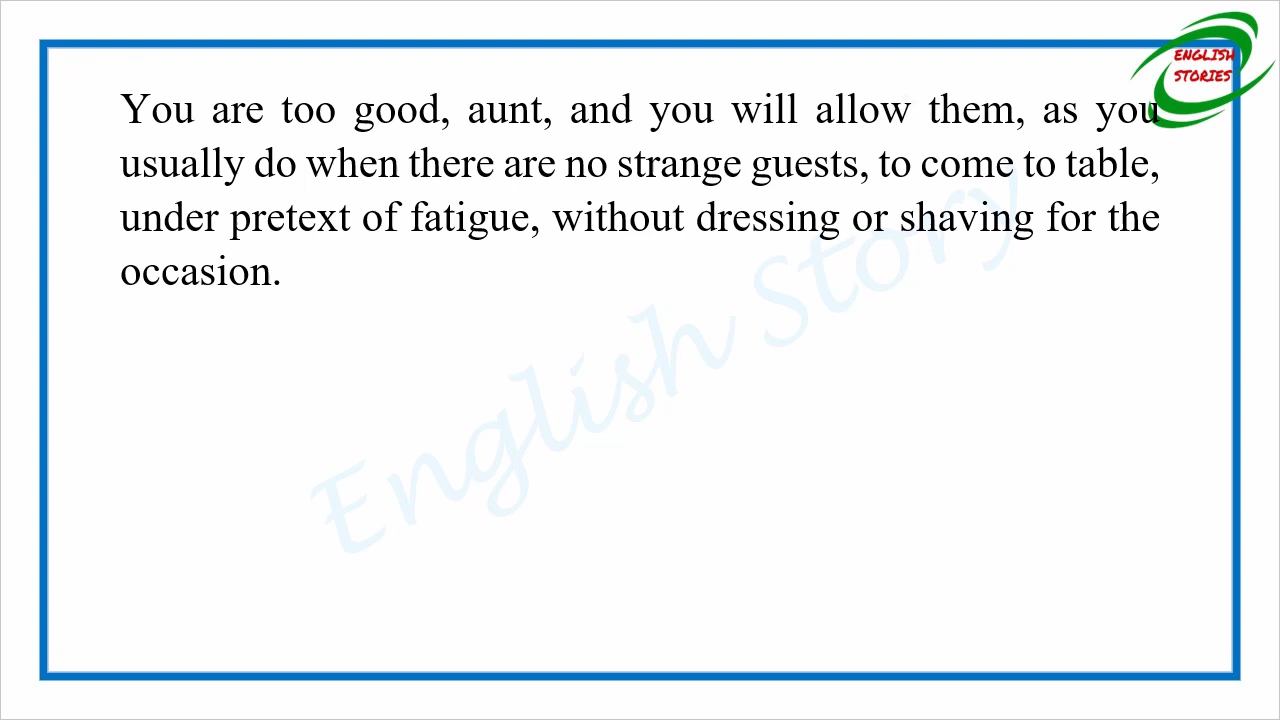 ENGLISH
STORIES
You are too good, aunt, and you will allow them, as you
usually do when there are no strange guests, to come to table,
under pretext of fatigue, without dressing or shaving for the
occasion.
English Story